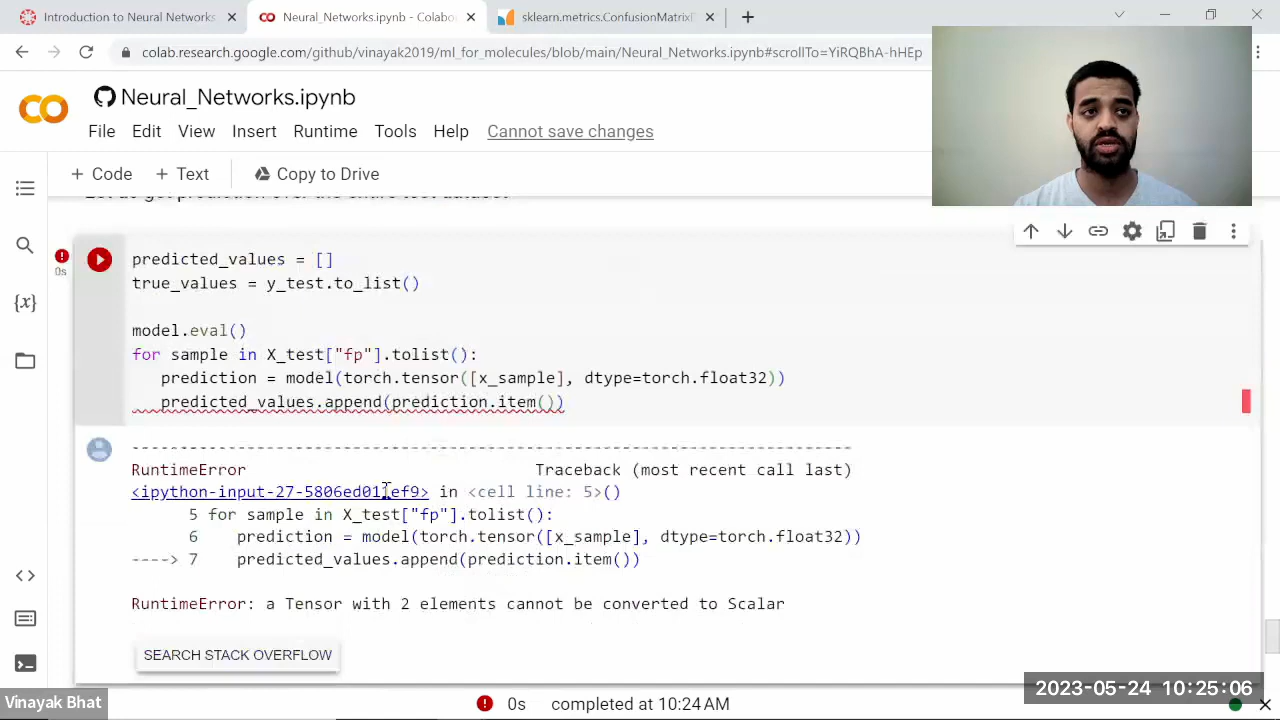 Introduction to Neural Networks
Neural_Networks.ipynb - Colabo
sklearn.metrics.ConfusionMatrixD
colab.research.google.com/github/vinayak2019/ml_for_molecules/blob/main/Neural_Networks.ipynb#scrollTo=YiRQBhA-hHEp
Neural_Networks.ipynb
File Edit View Insert Runtime Tools Help Cannot save changes
+ Code + Text Copy to Drive
0s
predicted_values = []
true_values = y_test.to_list()
model.eval()
for sample in X_test["fp"].tolist():
prediction = model(torch.tensor([x_sample], dtype=torch.float32))
predicted_values.append(prediction.item())
---------------------------------------------------------------------------
RuntimeError Traceback (most recent call last)
in <cell line: 5>()
5 for sample in X_test["fp"].tolist():
6 prediction = model(torch.tensor([x_sample], dtype=torch.float32))
----> 7 predicted_values.append(prediction.item())
RuntimeError: a Tensor with 2 elements cannot be converted to Scalar
SEARCH STACK OVERFLOW
2023-05-24 10:25:06
Vinayak Bhat
0s completed at 10:24 AM